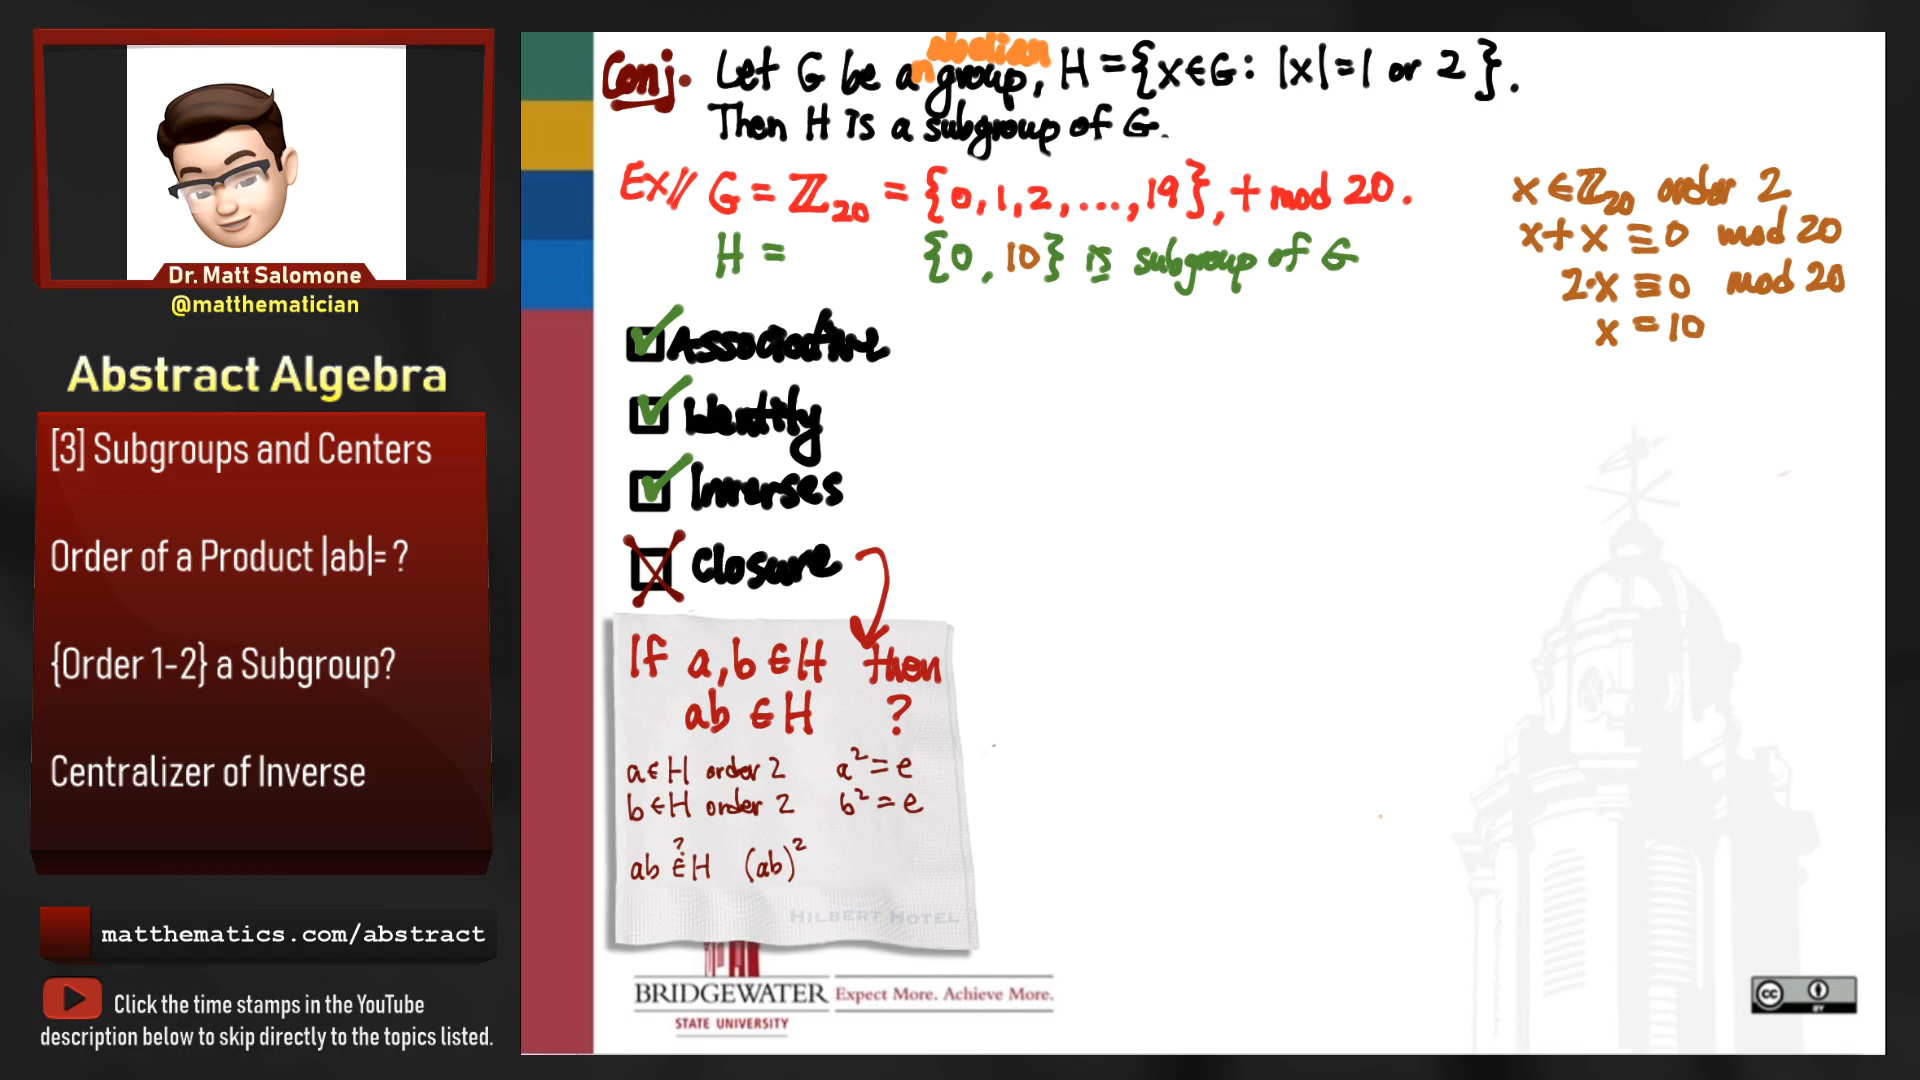 Dr. Matt Salomone
@matthematician
Abstract Algebra
[3] Subgroups and Centers
Order of a Product |ab|= ?
{Order 1-2} a Subgroup?
Centralizer of Inverse
matthematics.com/abstract
Click the time stamps in the YouTube
description below to skip directly to the topics listed.
abelian
Conj. Let G be an group, H = {x∈G: |x|=1 or 2}.
Then H is a subgroup of G.
Ex// G = ℤ₂₀ = {0,1,2,...,19}, + mod 20.
H = {0, 10} is subgroup of G
x ∈ ℤ₂₀ order 2
x + x ≡ 0 mod 20
2·x ≡ 0 mod 20
x = 10
Associative
Identity
Inverses
Closure
If a,b ∈ H then
ab ∈ H ?
a ∈ H order 2 a² = e
b ∈ H order 2 b² = e
?
ab ∈ H (ab)²
HILBERT HOTEL
BRIDGEWATER
STATE UNIVERSITY
Expect More. Achieve More.
cc
BY